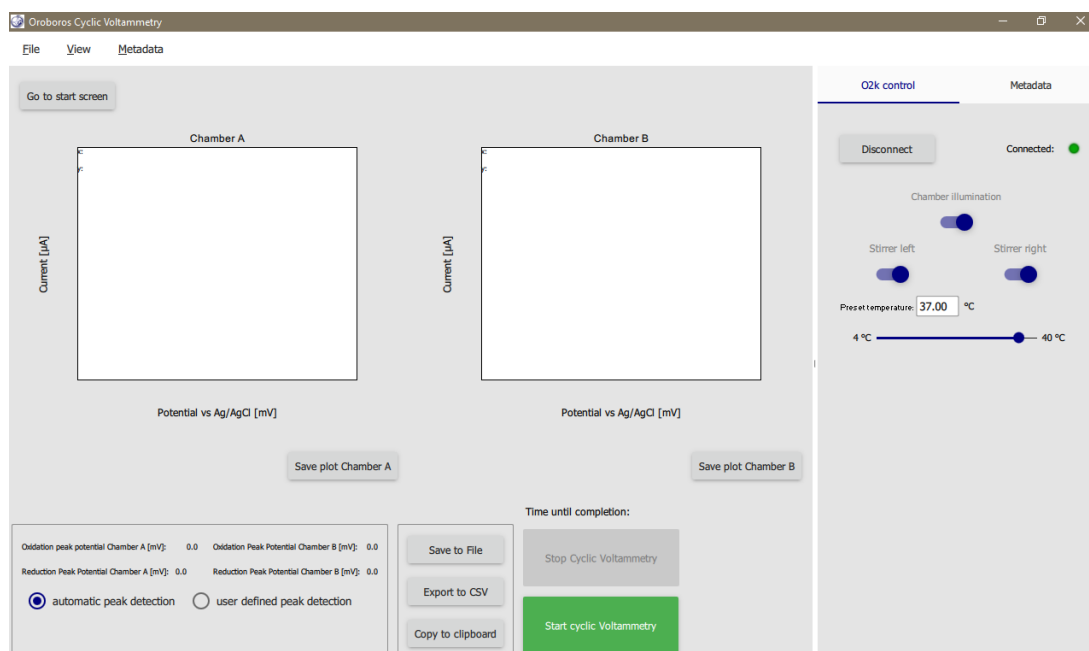 Oroboros Cyclic Voltammetry
File View Metadata
Go to start screen
O2k control Metadata
Chamber A
x:
y:
Current [µA]
Potential vs Ag/AgCl [mV]
Save plot Chamber A
Chamber B
x:
y:
Current [µA]
Potential vs Ag/AgCl [mV]
Save plot Chamber B
Disconnect Connected:
Chamber illumination
Stirrer left Stirrer right
Preset temperature: 37.00 °C
4 °C 40 °C
Oxidation peak potential Chamber A [mV]: 0.0 Oxidation Peak Potential Chamber B [mV]: 0.0
Reduction Peak Potential Chamber A [mV]: 0.0 Reduction Peak Potential Chamber B [mV]: 0.0
automatic peak detection user defined peak detection
Save to File
Export to CSV
Copy to clipboard
Time until completion:
Stop Cyclic Voltammetry
Start cyclic Voltammetry